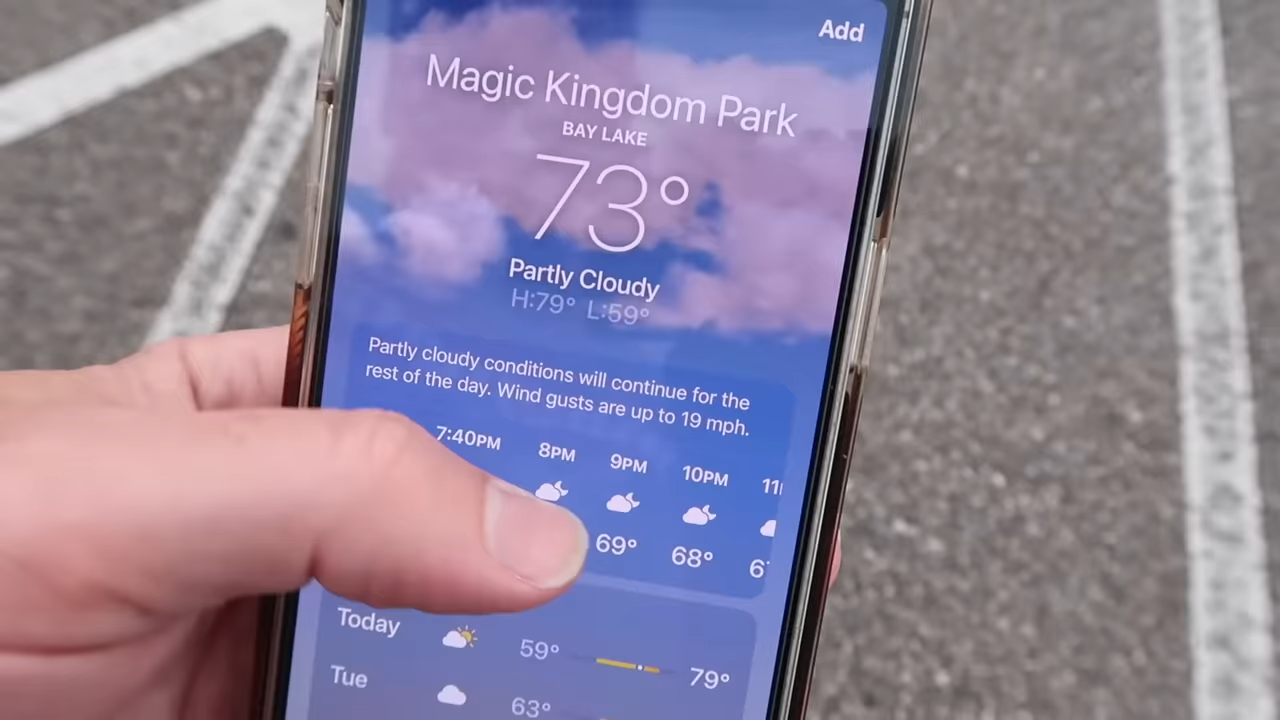 Add
Magic Kingdom Park
BAY LAKE
73°
Partly Cloudy
H:79° L:59°
Partly cloudy conditions will continue for the
rest of the day. Wind gusts are up to 19 mph.
7:40PM 8PM 9PM 10PM 11
69° 68° 6
Today 59° 79°
Tue 63°